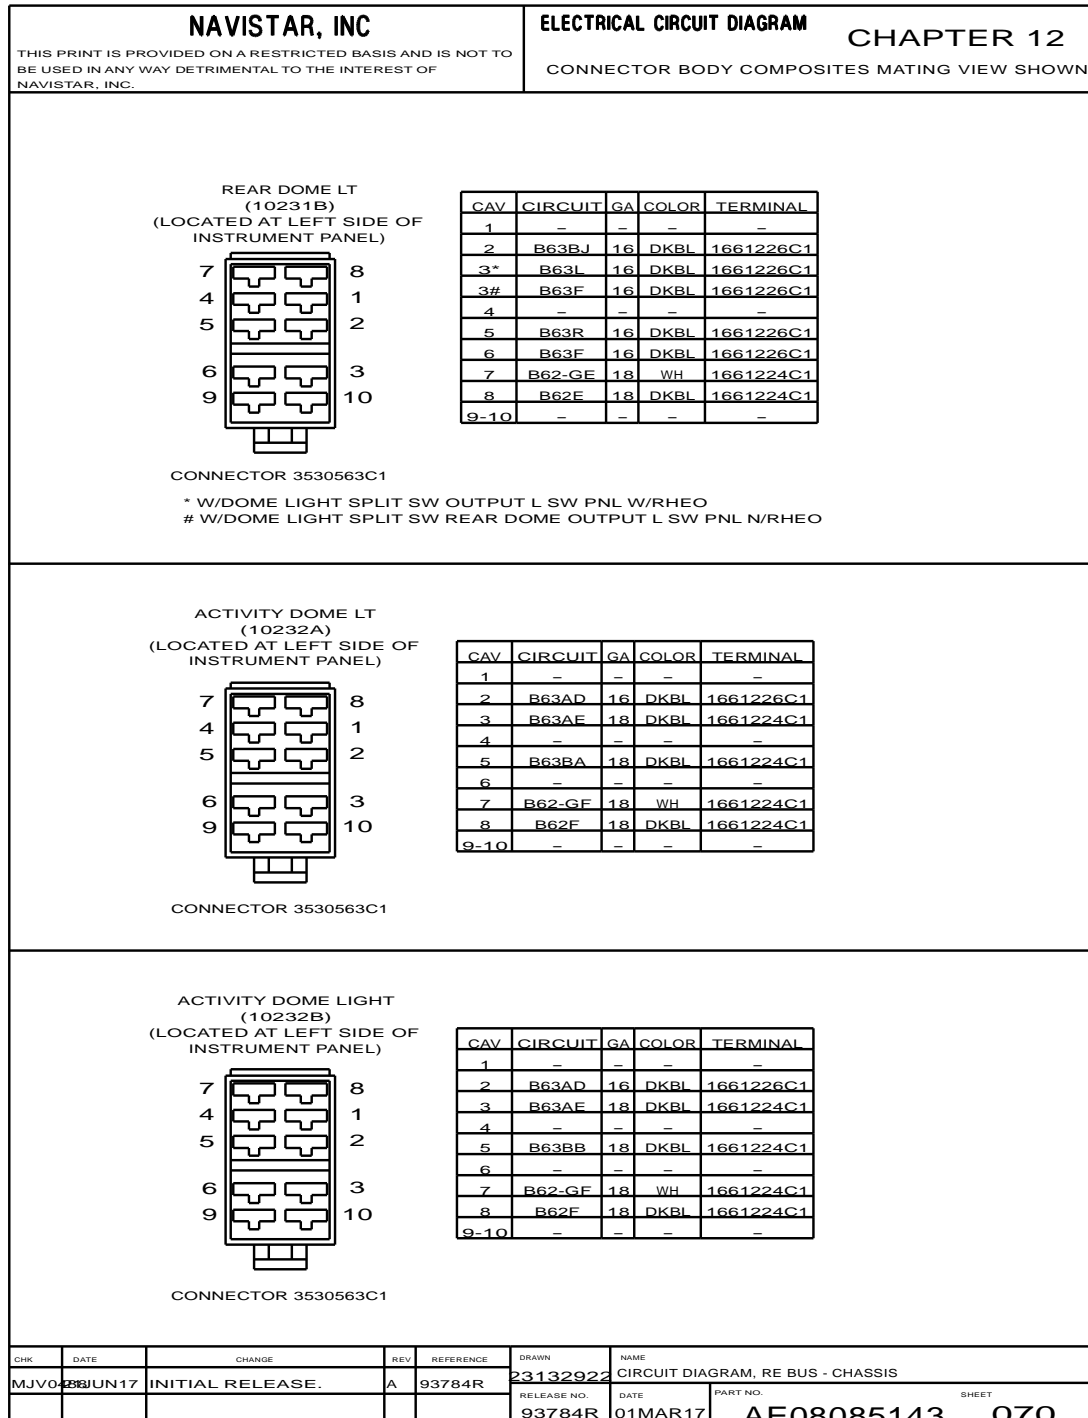 NAVISTAR, INC
THIS PRINT IS PROVIDED ON A RESTRICTED BASIS AND IS NOT TO
BE USED IN ANY WAY DETRIMENTAL TO THE INTEREST OF
NAVISTAR, INC.
ELECTRICAL CIRCUIT DIAGRAM
CHAPTER 12
CONNECTOR BODY COMPOSITES MATING VIEW SHOWN
REAR DOME LT
(10231B)
(LOCATED AT LEFT SIDE OF
INSTRUMENT PANEL)
7 8
4 1
5 2
6 3
9 10
CONNECTOR 3530563C1
CAV CIRCUIT GA COLOR TERMINAL
1 – – – –
2 B63BJ 16 DKBL 1661226C1
3* B63L 16 DKBL 1661226C1
3# B63F 16 DKBL 1661226C1
4 – – – –
5 B63R 16 DKBL 1661226C1
6 B63F 16 DKBL 1661226C1
7 B62-GE 18 WH 1661224C1
8 B62E 18 DKBL 1661224C1
9-10 – – – –
* W/DOME LIGHT SPLIT SW OUTPUT L SW PNL W/RHEO
# W/DOME LIGHT SPLIT SW REAR DOME OUTPUT L SW PNL N/RHEO
ACTIVITY DOME LT
(10232A)
(LOCATED AT LEFT SIDE OF
INSTRUMENT PANEL)
7 8
4 1
5 2
6 3
9 10
CONNECTOR 3530563C1
CAV CIRCUIT GA COLOR TERMINAL
1 – – – –
2 B63AD 16 DKBL 1661226C1
3 B63AE 18 DKBL 1661224C1
4 – – – –
5 B63BA 18 DKBL 1661224C1
6 – – – –
7 B62-GF 18 WH 1661224C1
8 B62F 18 DKBL 1661224C1
9-10 – – – –
ACTIVITY DOME LIGHT
(10232B)
(LOCATED AT LEFT SIDE OF
INSTRUMENT PANEL)
7 8
4 1
5 2
6 3
9 10
CONNECTOR 3530563C1
CAV CIRCUIT GA COLOR TERMINAL
1 – – – –
2 B63AD 16 DKBL 1661226C1
3 B63AE 18 DKBL 1661224C1
4 – – – –
5 B63BB 18 DKBL 1661224C1
6 – – – –
7 B62-GF 18 WH 1661224C1
8 B62F 18 DKBL 1661224C1
9-10 – – – –
CHK DATE CHANGE REV REFERENCE
INITIAL RELEASE. A 93784R
DRAWN
23132922
NAME
CIRCUIT DIAGRAM, RE BUS - CHASSIS
RELEASE NO. DATE PART NO. SHEET
93784R 01MAR17 AE08085143 070